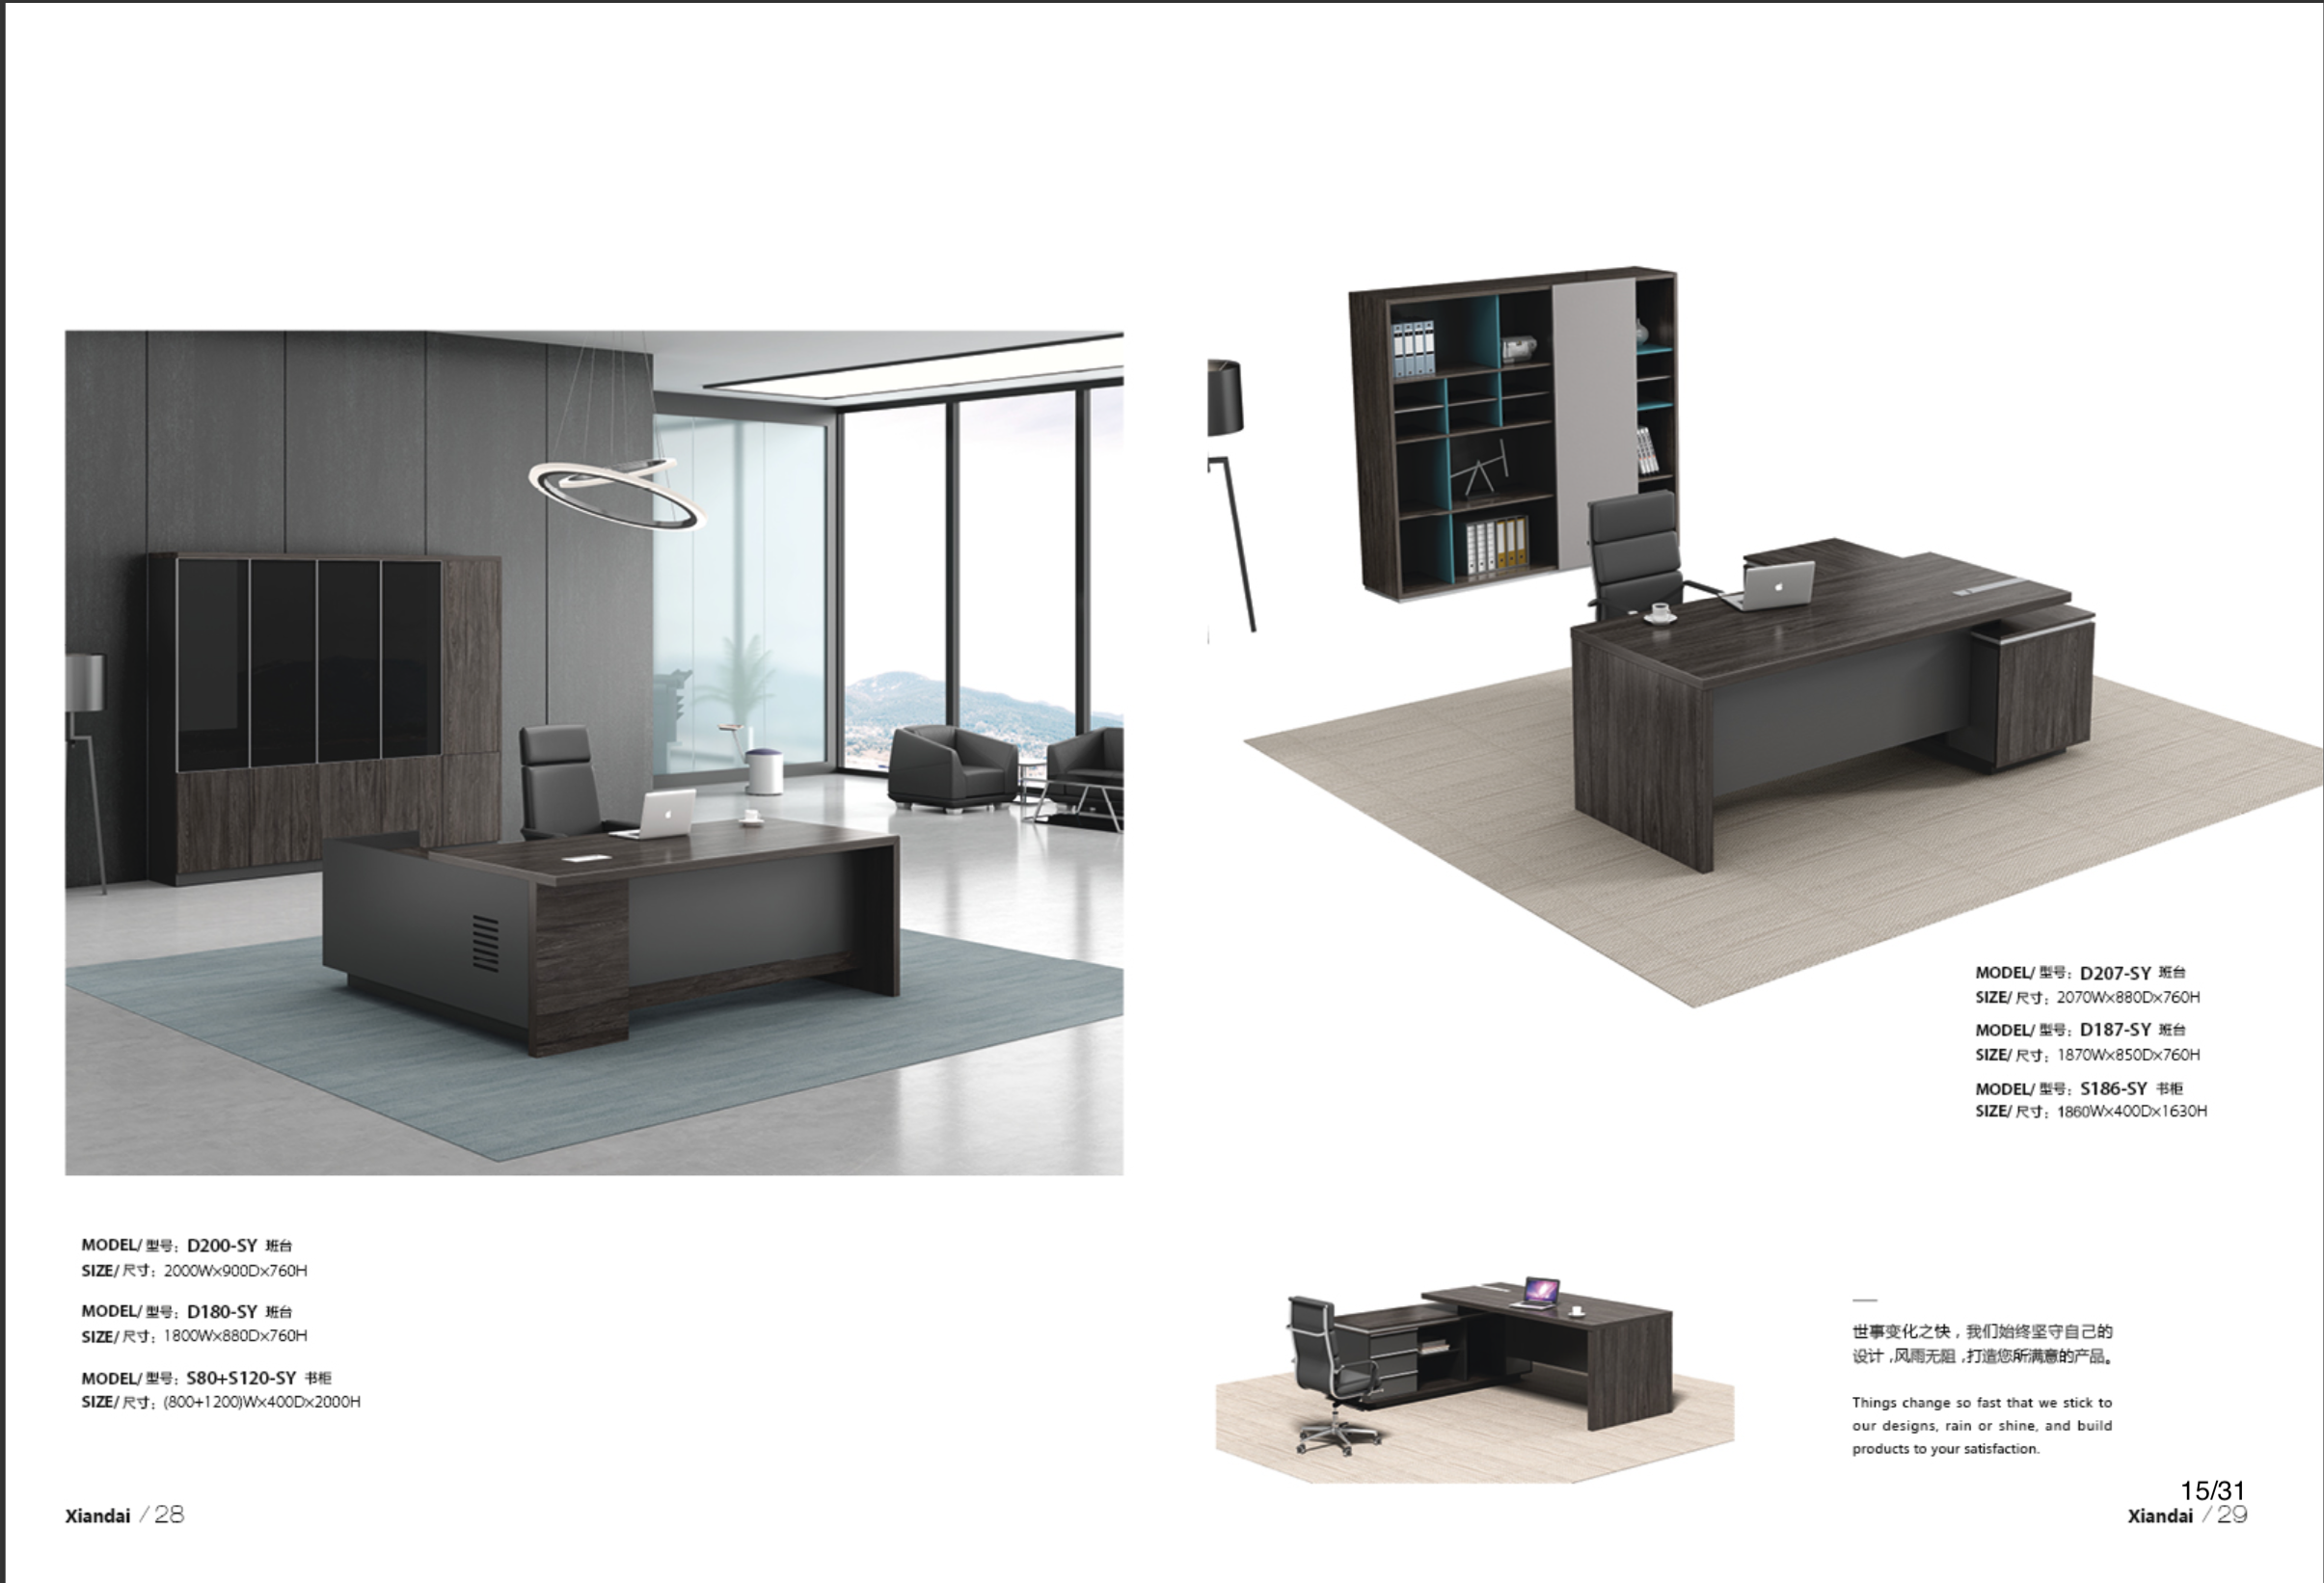 MODEL/ 型号: D200-SY 班台
SIZE/ 尺寸: 2000W×900D×760H
MODEL/ 型号: D180-SY 班台
SIZE/ 尺寸: 1800W×880D×760H
MODEL/ 型号: S80+S120-SY 书柜
SIZE/ 尺寸: (800+1200)W×400D×2000H
Xiandai / 28
MODEL/ 型号: D207-SY 班台
SIZE/ 尺寸: 2070W×880D×760H
MODEL/ 型号: D187-SY 班台
SIZE/ 尺寸: 1870W×850D×760H
MODEL/ 型号: S186-SY 书柜
SIZE/ 尺寸: 1860W×400D×1630H
世事变化之快，我们始终坚守自己的
设计,风雨无阻,打造您所满意的产品。
Things change so fast that we stick to
our designs, rain or shine, and build
products to your satisfaction.
15/31
Xiandai / 29